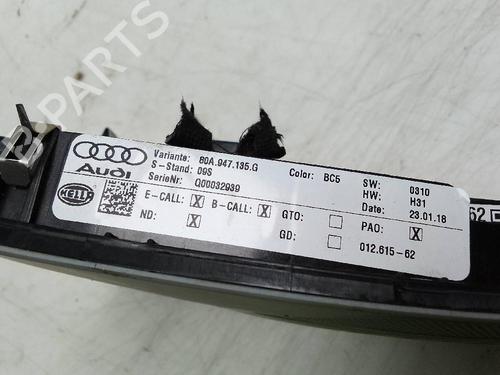 B-PARTS
Audi
HELLA
Variante: 80A.947.135.G
S-Stand: 09S
SerieNr: Q00032939
Color: BC5
SW: 0310
HW: H31
Date: 23.01.18
E-CALL: X B-CALL: X GTO: PAO: X
ND: X GD: 012.615-62
62